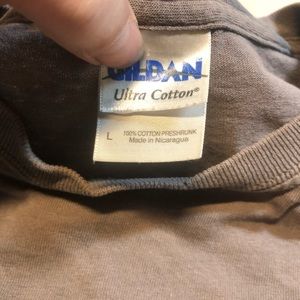 GILDAN
Ultra Cotton®
L
100% COTTON PRESHRUNK
Made in Nicaragua